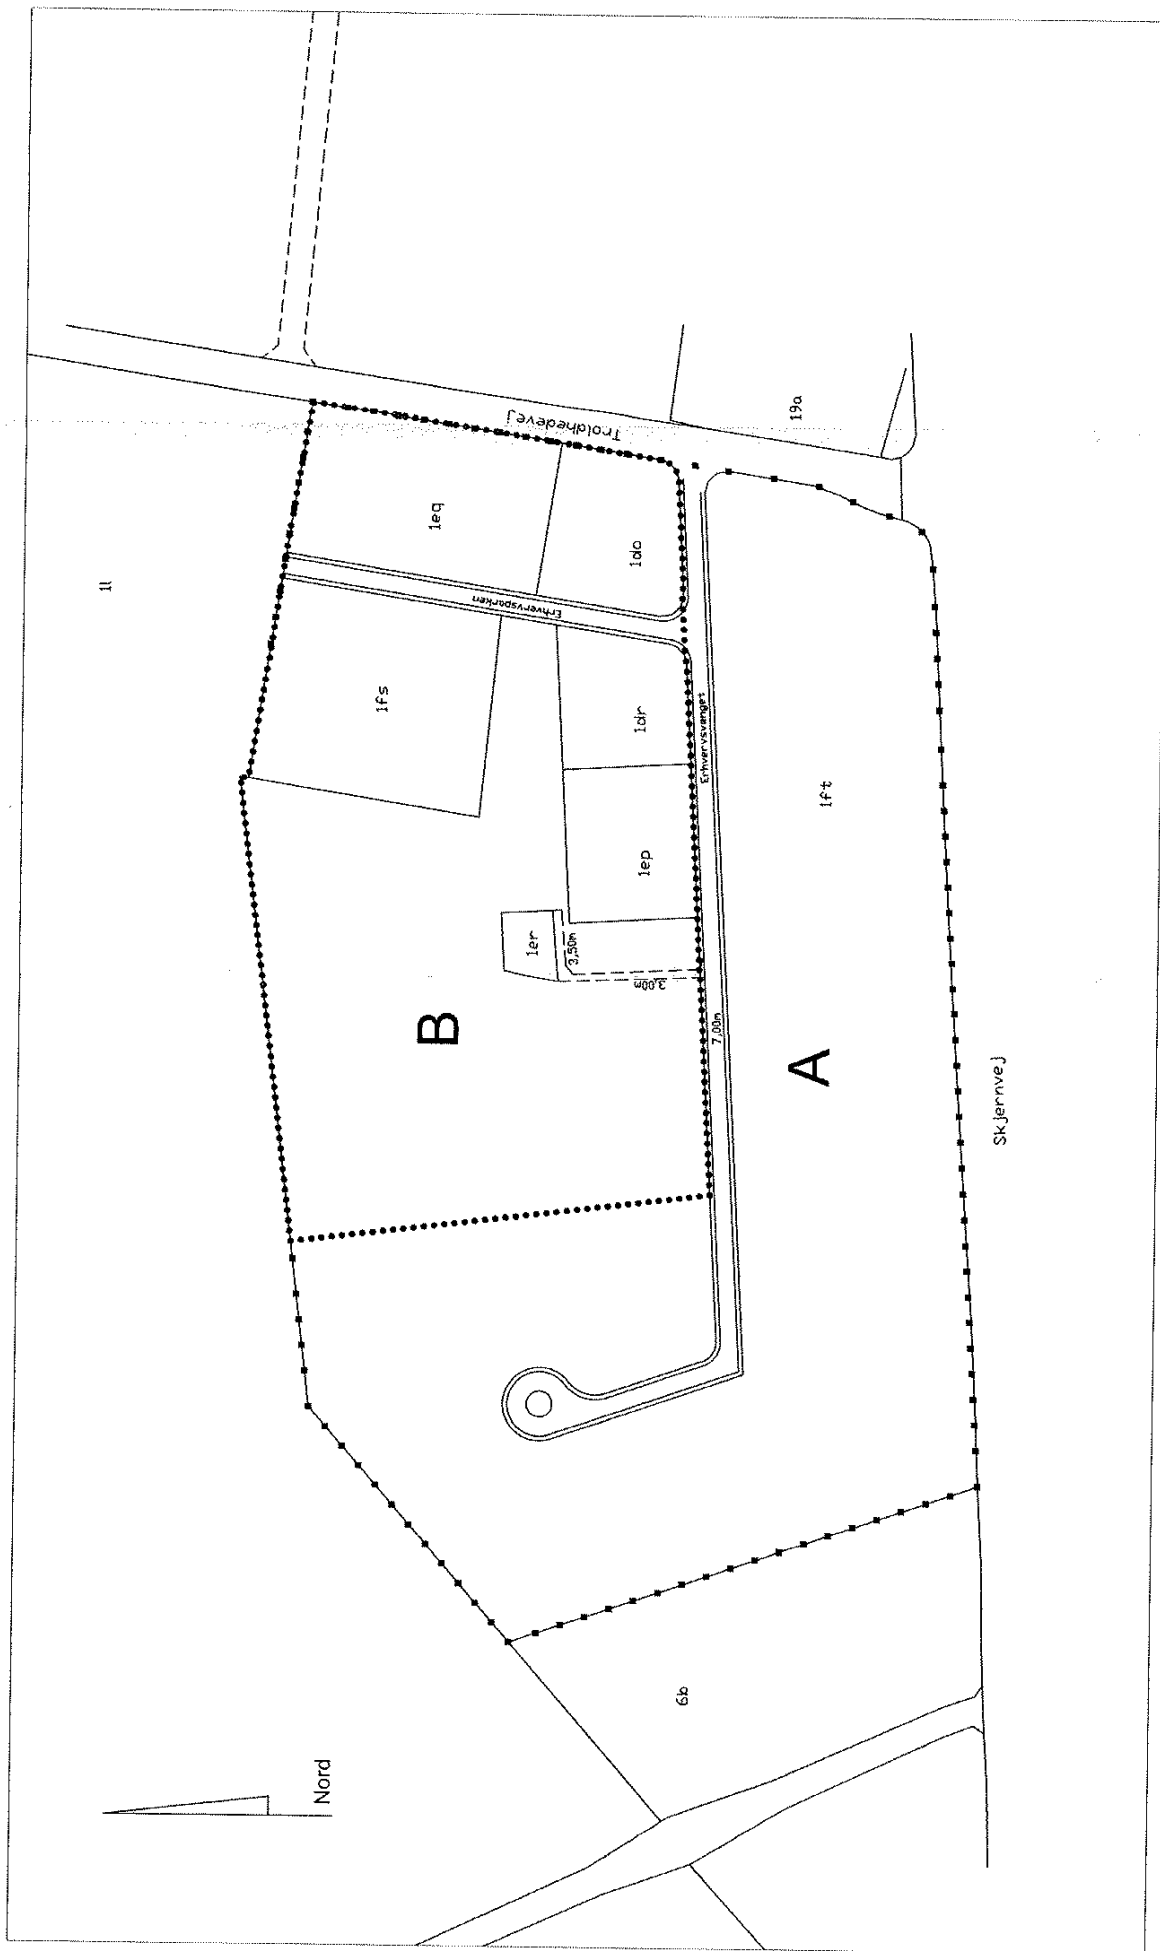 1l
Troldhedevej
19a
1eq
1do
Erhvervsparken
1fs
1dr
Erhvervsvænget
1ft
1ep
1er
3,50m
3,00m
7,00m
B
A
Skjernvej
6b
Nord